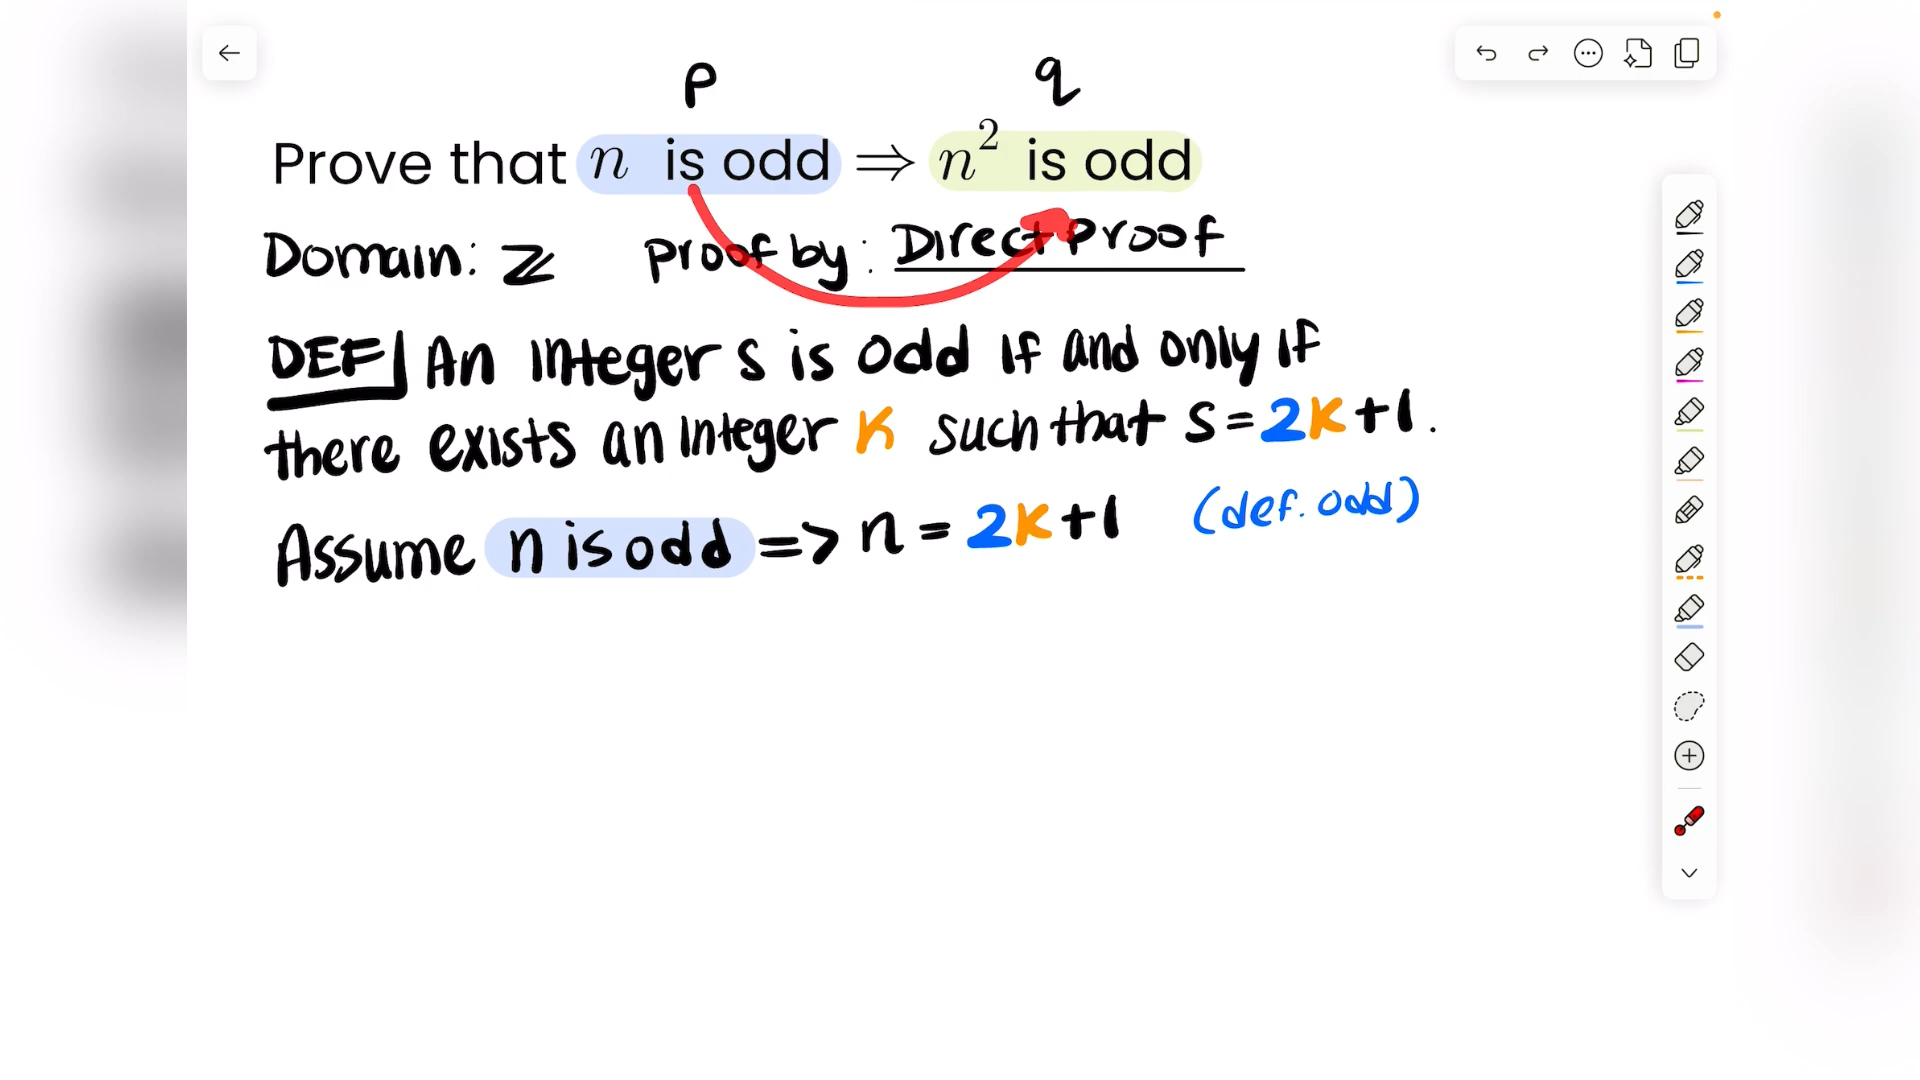 p q
Prove that n is odd ⟹ n² is odd
Domain: ℤ Proof by: Direct Proof
DEF An integer s is odd if and only if
there exists an integer K such that s = 2K+1.
Assume n is odd => n = 2K+1 (def. odd)